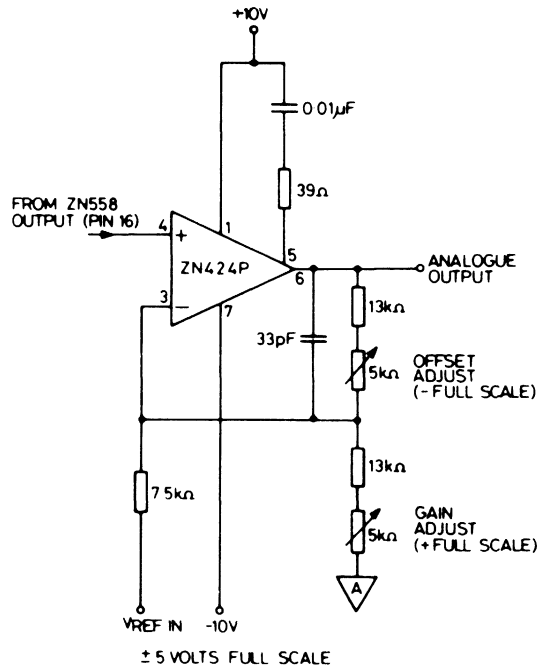 +10V
0·01µF
39Ω
FROM ZN558
OUTPUT (PIN 16)
4
+
1
ZN424P
5
6
ANALOGUE
OUTPUT
3
−
7
33pF
13kΩ
5kΩ
OFFSET
ADJUST
(− FULL SCALE)
7·5kΩ
13kΩ
5kΩ
GAIN
ADJUST
(+ FULL SCALE)
A
VREF IN
-10V
± 5 VOLTS FULL SCALE